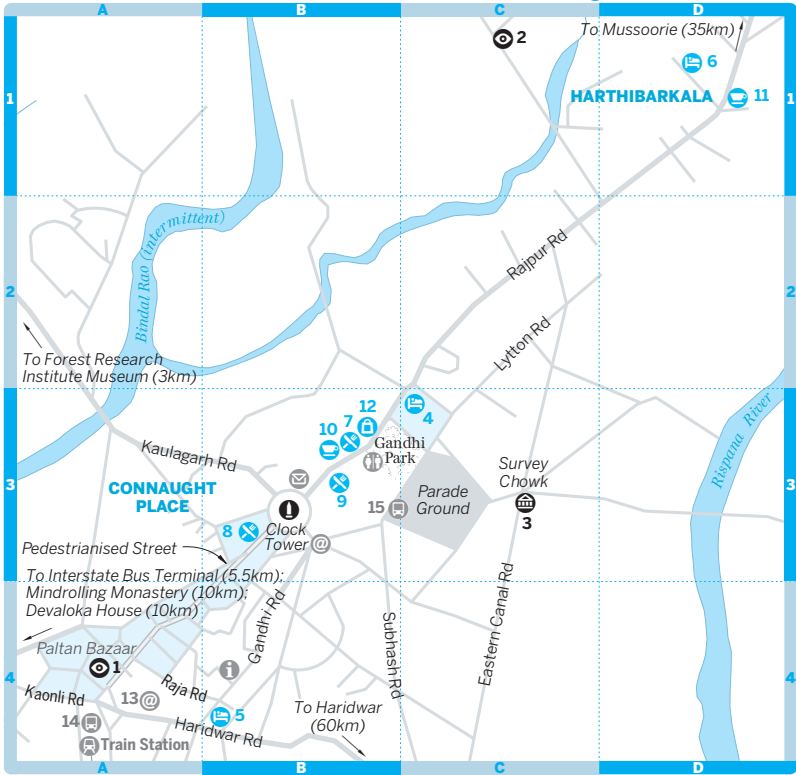 A
B
C
D
To Mussoorie (35km)
2
6
HARTHIBARKALA
11
1
1
Bindal Rao (intermittent)
Rajpur Rd
2
2
Lytton Rd
To Forest Research
Institute Museum (3km)
12
4
7
10
Gandhi
Park
Kaulagarh Rd
Rispana River
Survey
Chowk
3
3
CONNAUGHT
PLACE
9
15
Parade
Ground
3
8
Clock
Tower
@
Pedestrianised Street
To Interstate Bus Terminal (5.5km);
Mindrolling Monastery (10km);
Devaloka House (10km)
Gandhi Rd
Subhash Rd
Eastern Canal Rd
Paltan Bazaar
1
i
4
4
Kaonli Rd
Raja Rd
13
@
5
To Haridwar
(60km)
14
Haridwar Rd
Train Station
A
B
C
D